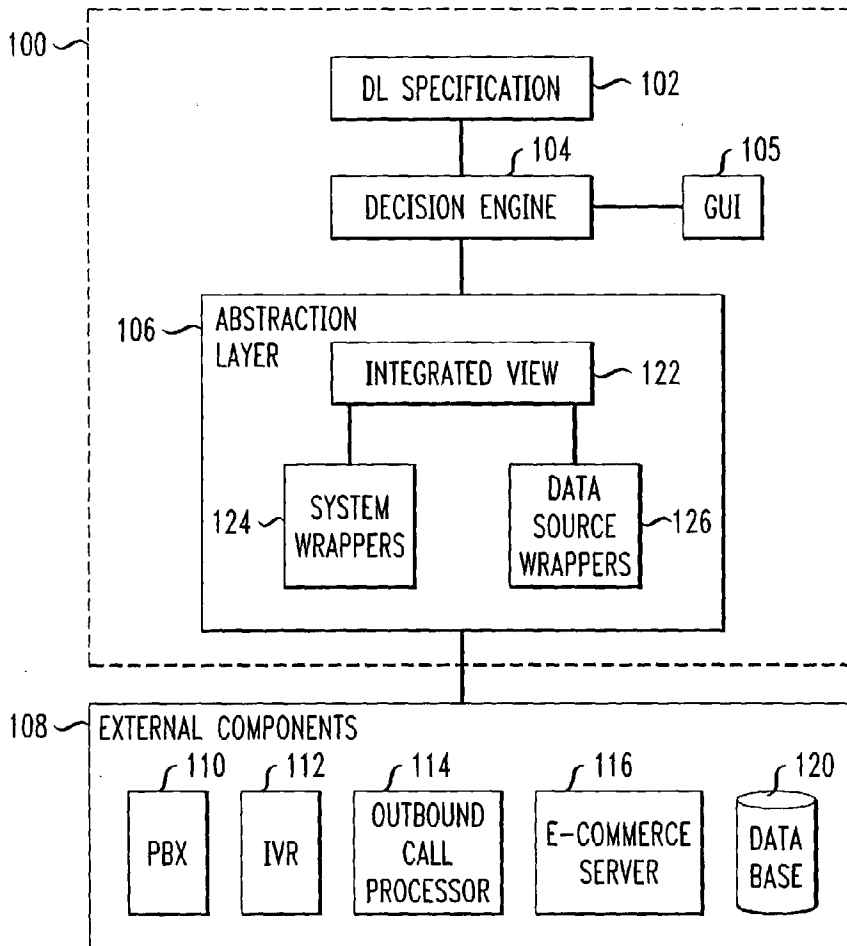 100
DL SPECIFICATION
102
104
105
DECISION ENGINE
GUI
106
ABSTRACTION
LAYER
INTEGRATED VIEW
122
124
SYSTEM
WRAPPERS
DATA
SOURCE
WRAPPERS
126
108
EXTERNAL COMPONENTS
110
112
114
116
120
PBX
IVR
OUTBOUND
CALL
PROCESSOR
E-COMMERCE
SERVER
DATA
BASE